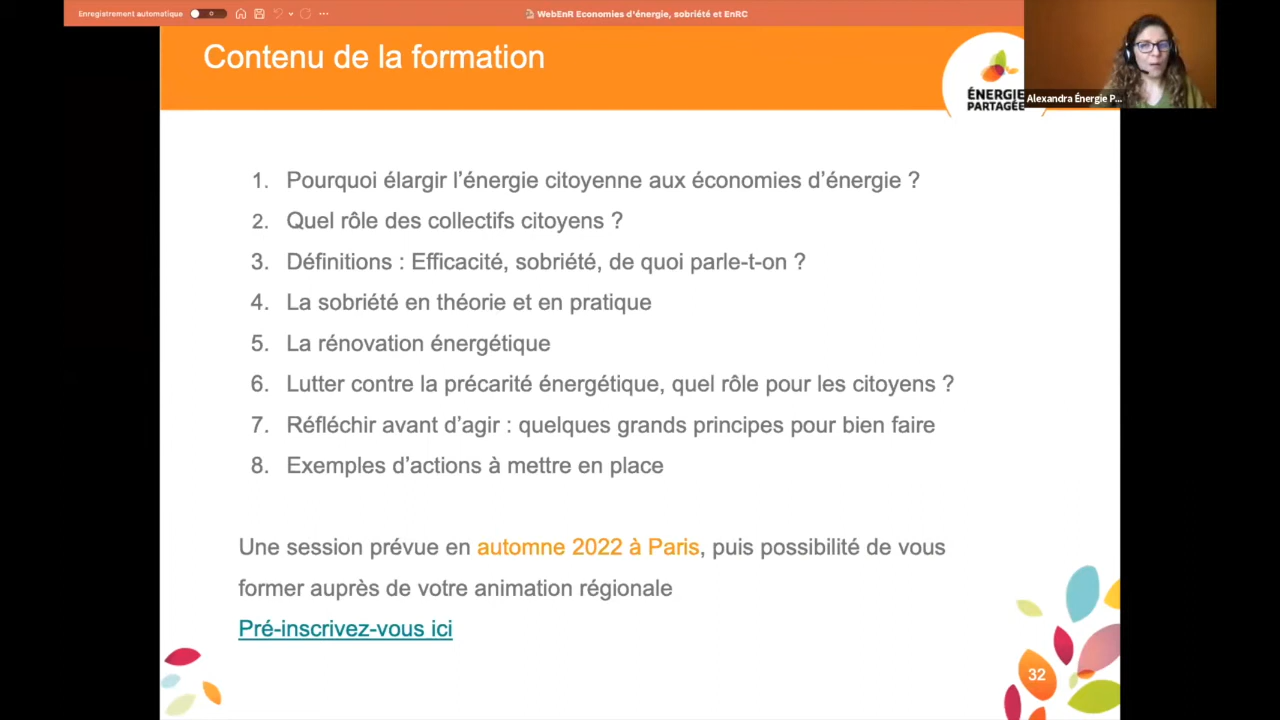 Enregistrement automatique
WebEnR Economies d'énergie, sobriété et EnRC
Contenu de la formation
ÉNERGIE
PARTAGÉE
Alexandra Énergie P...
1. Pourquoi élargir l’énergie citoyenne aux économies d’énergie ?
2. Quel rôle des collectifs citoyens ?
3. Définitions : Efficacité, sobriété, de quoi parle-t-on ?
4. La sobriété en théorie et en pratique
5. La rénovation énergétique
6. Lutter contre la précarité énergétique, quel rôle pour les citoyens ?
7. Réfléchir avant d’agir : quelques grands principes pour bien faire
8. Exemples d’actions à mettre en place
Une session prévue en automne 2022 à Paris, puis possibilité de vous
former auprès de votre animation régionale
Pré-inscrivez-vous ici
32